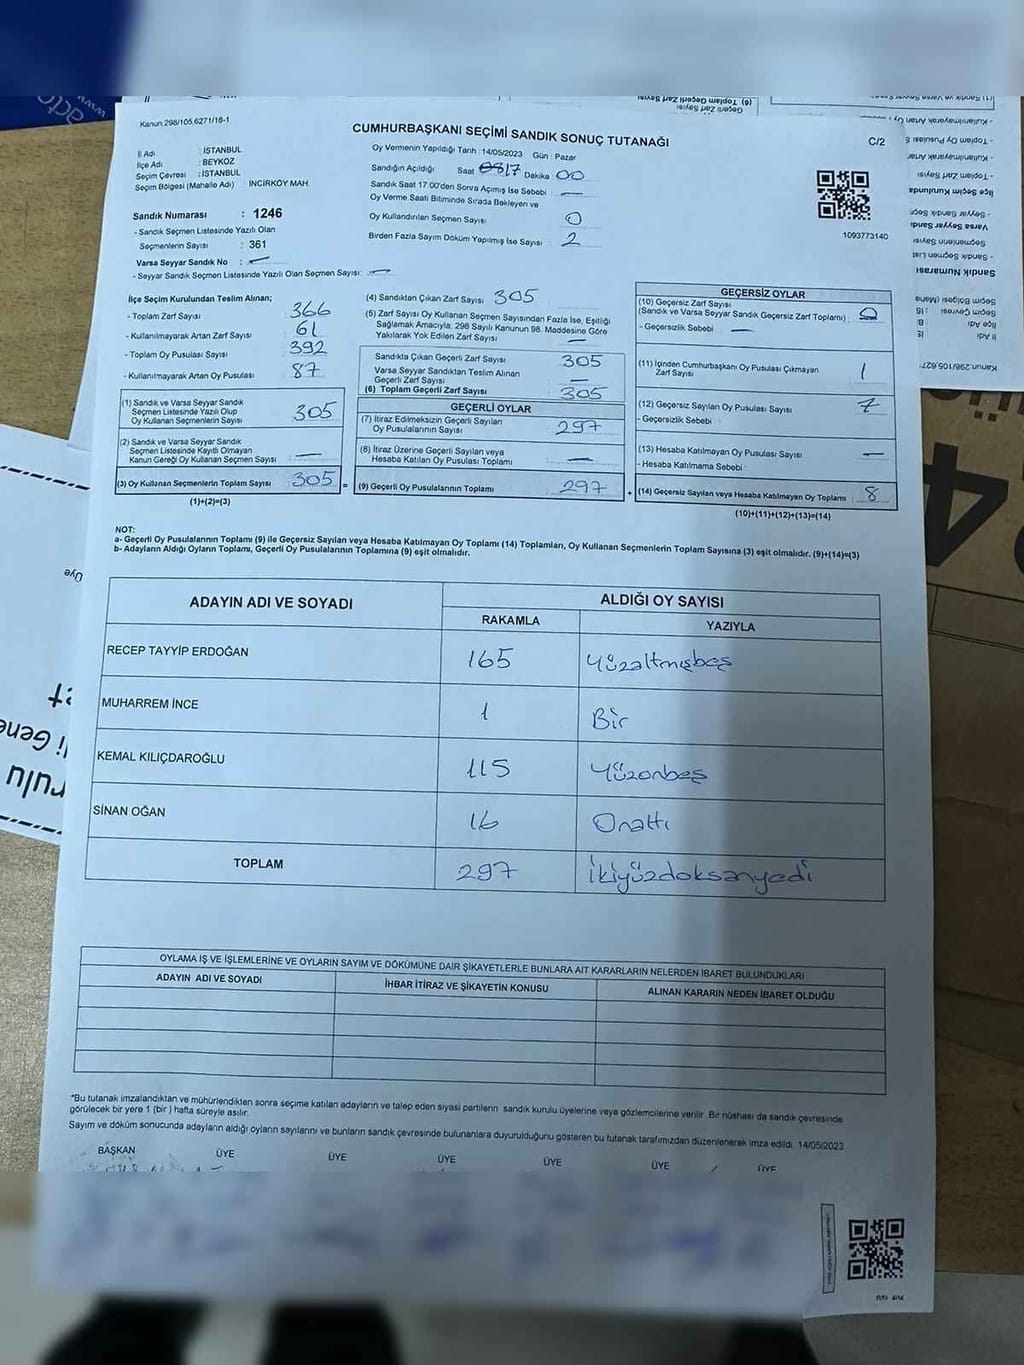 Kanun:298/105,6271/16-1
CUMHURBAŞKANI SEÇİMİ SANDIK SONUÇ TUTANAĞI
C/2
İl Adı : İSTANBUL
İlçe Adı : BEYKOZ
Seçim Çevresi : İSTANBUL
Seçim Bölgesi (Mahalle Adı) : İNCİRKÖY MAH.
Sandık Numarası : 1246
- Sandık Seçmen Listesinde Yazılı Olan
Seçmenlerin Sayısı : 361
Varsa Seyyar Sandık No : —
- Seyyar Sandık Seçmen Listesinde Yazılı Olan Seçmen Sayısı: —
Oy Vermenin Yapıldığı Tarih :14/05/2023 Gün : Pazar
Sandığın Açıldığı Saat 17 Dakika 00
Sandık Saat 17:00'den Sonra Açımış İse Sebebi : —
Oy Verme Saati Bitiminde Sırada Bekleyen ve
Oy Kullandırılan Seçmen Sayısı : 0
Birden Fazla Sayım Döküm Yapılmış İse Sayısı : 2
1093773140
İlçe Seçim Kurulundan Teslim Alınan;
- Toplam Zarf Sayısı : 366
- Kullanılmayarak Artan Zarf Sayısı : 61
- Toplam Oy Pusulası Sayısı : 392
- Kullanılmayarak Artan Oy Pusulası : 87
(1) Sandık ve Varsa Seyyar Sandık
Seçmen Listesinde Yazılı Olup
Oy Kullanan Seçmenlerin Sayısı : 305
(2) Sandık ve Varsa Seyyar Sandık
Seçmen Listesinde Kayıtlı Olmayan
Kanun Gereği Oy Kullanan Seçmen Sayısı : —
(3) Oy Kullanan Seçmenlerin Toplam Sayısı : 305 =
(1)+(2)=(3)
(4) Sandıktan Çıkan Zarf Sayısı : 305
(5) Zarf Sayısı Oy Kullanan Seçmen Sayısından Fazla İse, Eşitliği
Sağlamak Amacıyla, 298 Sayılı Kanunun 98. Maddesine Göre
Yakılarak Yok Edilen Zarf Sayısı : —
Sandıkta Çıkan Geçerli Zarf Sayısı : 305
Varsa Seyyar Sandıktan Teslim Alınan
Geçerli Zarf Sayısı : —
(6) Toplam Geçerli Zarf Sayısı : 305
GEÇERLİ OYLAR
(7) İtiraz Edilmeksizin Geçerli Sayılan
Oy Pusulalarının Sayısı : 297
(8) İtiraz Üzerine Geçerli Sayılan veya
Hesaba Katılan Oy Pusulası Toplamı : —
(9) Geçerli Oy Pusulalarının Toplamı : 297 +
GEÇERSİZ OYLAR
(10) Geçersiz Zarf Sayısı
(Sandık ve Varsa Seyyar Sandık Geçersiz Zarf Toplamı) :
- Geçersizlik Sebebi : —
(11) İçinden Cumhurbaşkanı Oy Pusulası Çıkmayan
Zarf Sayısı : 1
(12) Geçersiz Sayılan Oy Pusulası Sayısı : 7
- Geçersizlik Sebebi :
(13) Hesaba Katılmayan Oy Pusulası Sayısı : —
- Hesaba Katılmama Sebebi :
(14) Geçersiz Sayılan veya Hesaba Katılmayan Oy Toplamı : 8
(10)+(11)+(12)+(13)=(14)
NOT:
a- Geçerli Oy Pusulalarının Toplamı (9) ile Geçersiz Sayılan veya Hesaba Katılmayan Oy Toplamı (14) Toplamları, Oy Kullanan Seçmenlerin Toplam Sayısına (3) eşit olmalıdır. (9)+(14)=(3)
b- Adayların Aldığı Oyların Toplamı, Geçerli Oy Pusulalarının Toplamına (9) eşit olmalıdır.
ADAYIN ADI VE SOYADI
ALDIĞI OY SAYISI
RAKAMLA YAZIYLA
RECEP TAYYİP ERDOĞAN 165 Yüzaltmışbeş
MUHARREM İNCE 1 Bir
KEMAL KILIÇDAROĞLU 115 Yüzonbeş
SİNAN OĞAN 16 Onaltı
TOPLAM 297 İkiyüzdoksanyedi
OYLAMA İŞ VE İŞLEMLERİNE VE OYLARIN SAYIM VE DÖKÜMÜNE DAİR ŞİKAYETLERLE BUNLARA AİT KARARLARIN NELERDEN İBARET BULUNDUKLARI
ADAYIN ADI VE SOYADI İHBAR İTİRAZ VE ŞİKAYETİN KONUSU ALINAN KARARIN NEDEN İBARET OLDUĞU
*Bu tutanak imzalandıktan ve mühürlendikten sonra seçime katılan adayların ve talep eden siyasi partilerin sandık kurulu üyelerine veya gözlemcilerine verilir. Bir nüshası da sandık çevresinde
görülecek bir yere 1 (bir) hafta süreyle asılır.
Sayım ve döküm sonucunda adayların aldığı oyların sayılarını ve bunların sandık çevresinde bulunanlara duyurulduğunu gösteren bu tutanak tarafımızdan düzenlenerek imza edildi. 14/05/2023
BAŞKAN ÜYE ÜYE ÜYE ÜYE ÜYE ÜYE